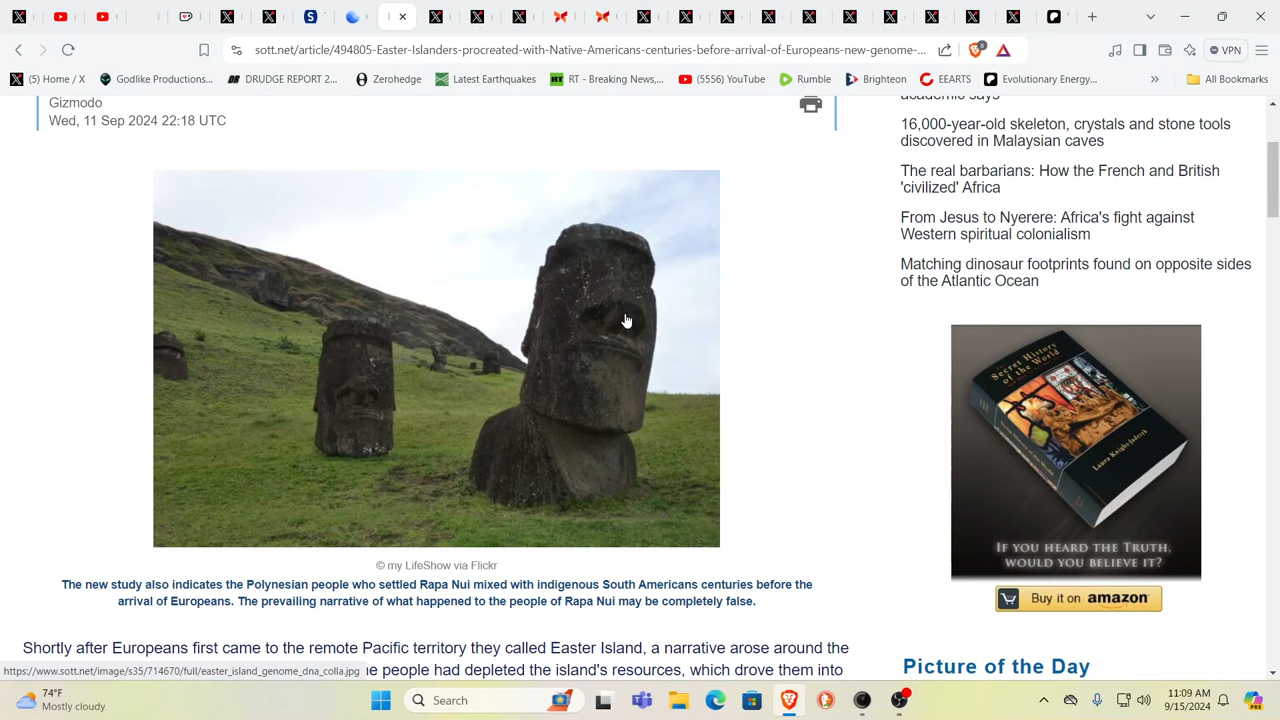 sott.net/article/494805-Easter-Islanders-procreated-with-Native-Americans-centuries-before-arrival-of-Europeans-new-genome-...
VPN
(5) Home / X
Godlike Productions...
DRUDGE REPORT 2...
Zerohedge
Latest Earthquakes
RT - Breaking News,...
(5556) YouTube
Rumble
Brighteon
EEARTS
Evolutionary Energy...
All Bookmarks
Gizmodo
Wed, 11 Sep 2024 22:18 UTC
© my LifeShow via Flickr
The new study also indicates the Polynesian people who settled Rapa Nui mixed with indigenous South Americans centuries before the
arrival of Europeans. The prevailing narrative of what happened to the people of Rapa Nui may be completely false.
Shortly after Europeans first came to the remote Pacific territory they called Easter Island, a narrative arose around the
people had depleted the island's resources, which drove them into
https://www.sott.net/image/s35/714670/full/easter_island_genome_dna_colla.jpg
academic says
16,000-year-old skeleton, crystals and stone tools
discovered in Malaysian caves
The real barbarians: How the French and British
'civilized' Africa
From Jesus to Nyerere: Africa's fight against
Western spiritual colonialism
Matching dinosaur footprints found on opposite sides
of the Atlantic Ocean
Secret History
of the World
Laura Knight-Jadczyk
IF YOU HEARD THE TRUTH,
WOULD YOU BELIEVE IT?
Buy it on amazon
Picture of the Day
74°F
Mostly cloudy
Search
11:09 AM
9/15/2024